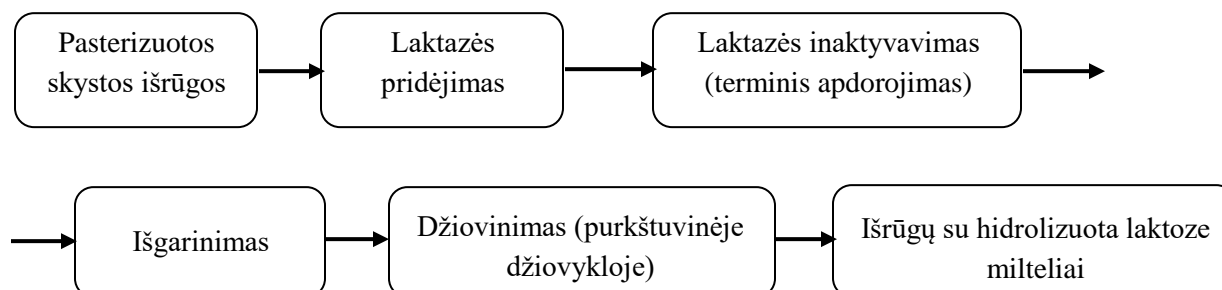 Pasterizuotos
skystos išrūgos
Laktazės
pridėjimas
Laktazės inaktyvavimas
(terminis apdorojimas)
Išgarinimas
Džiovinimas (purkštuvinėje
džiovykloje)
Išrūgų su hidrolizuota laktoze
milteliai